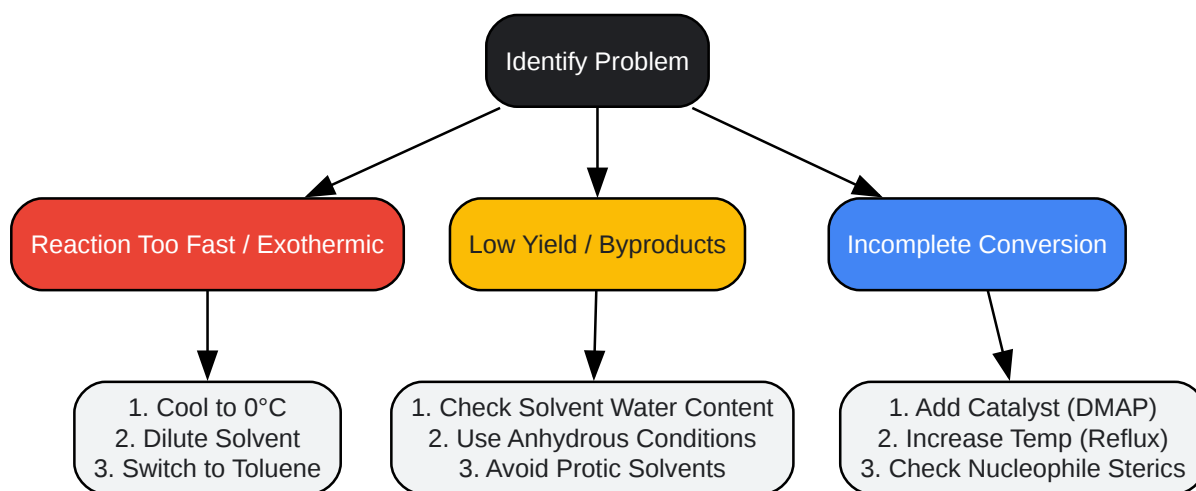 Identify Problem
Reaction Too Fast / Exothermic
Low Yield / Byproducts
Incomplete Conversion
1. Cool to 0°C
2. Dilute Solvent
3. Switch to Toluene
1. Check Solvent Water Content
2. Use Anhydrous Conditions
3. Avoid Protic Solvents
1. Add Catalyst (DMAP)
2. Increase Temp (Reflux)
3. Check Nucleophile Sterics